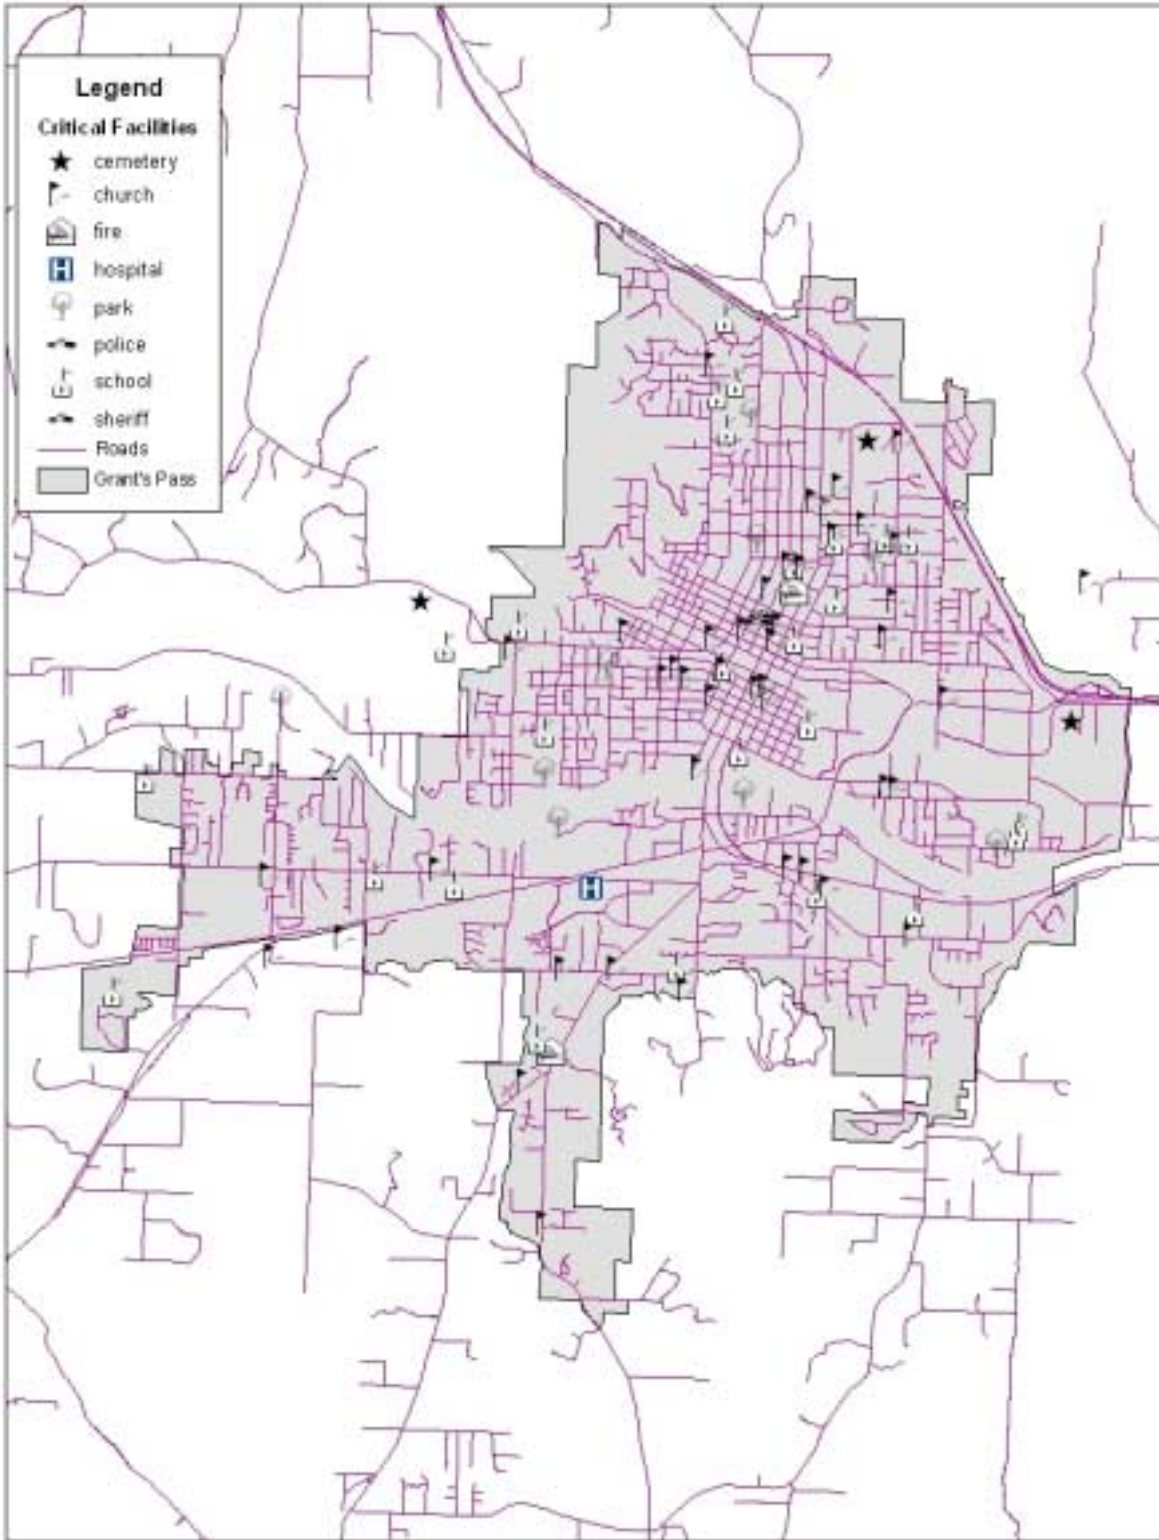 Legend
Critical Facilities
cemetery
church
fire
hospital
park
police
school
sheriff
Roads
Grant's Pass
H